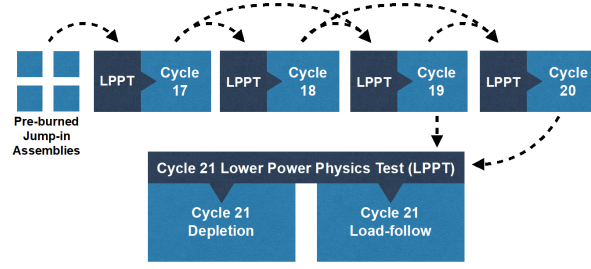 LPPT
Cycle
17
LPPT
Cycle
18
LPPT
Cycle
19
LPPT
Cycle
20
Pre-burned
Jump-in
Assemblies
Cycle 21 Lower Power Physics Test (LPPT)
Cycle 21
Depletion
Cycle 21
Load-follow